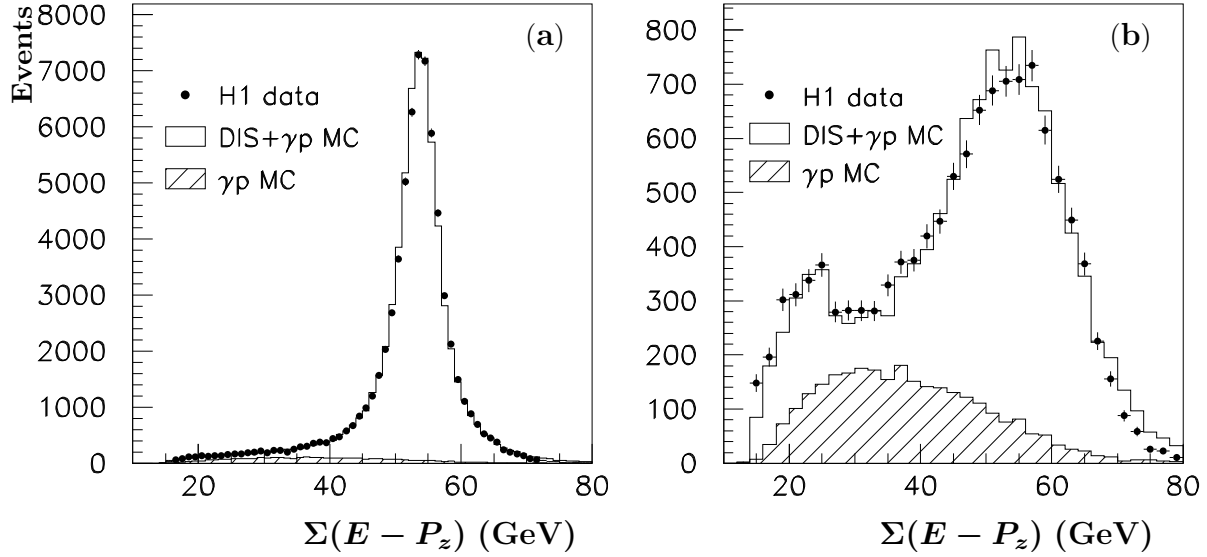 Events
8000
7000
6000
5000
4000
3000
2000
1000
0
(a)
H1 data
DIS+γp MC
γp MC
20 40 60 80
Σ(E − P_z) (GeV)
800
700
600
500
400
300
200
100
0
(b)
H1 data
DIS+γp MC
γp MC
20 40 60 80
Σ(E − P_z) (GeV)